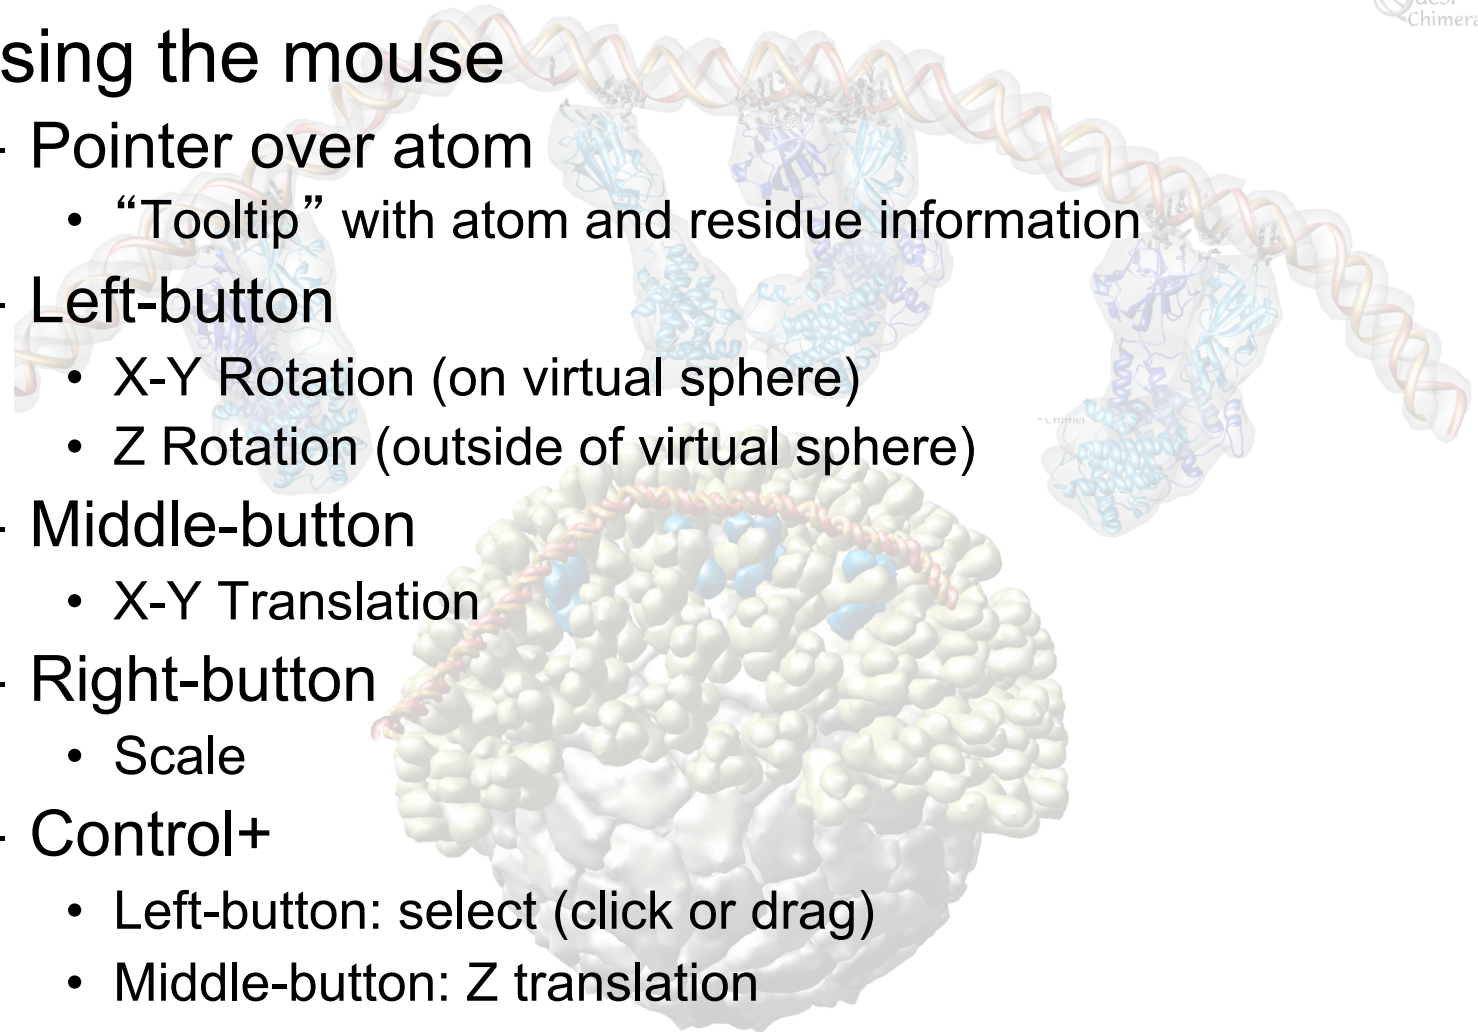 sing the mouse
- Pointer over atom
• “Tooltip” with atom and residue information
- Left-button
• X-Y Rotation (on virtual sphere)
• Z Rotation (outside of virtual sphere)
- Middle-button
• X-Y Translation
- Right-button
• Scale
- Control+
• Left-button: select (click or drag)
• Middle-button: Z translation